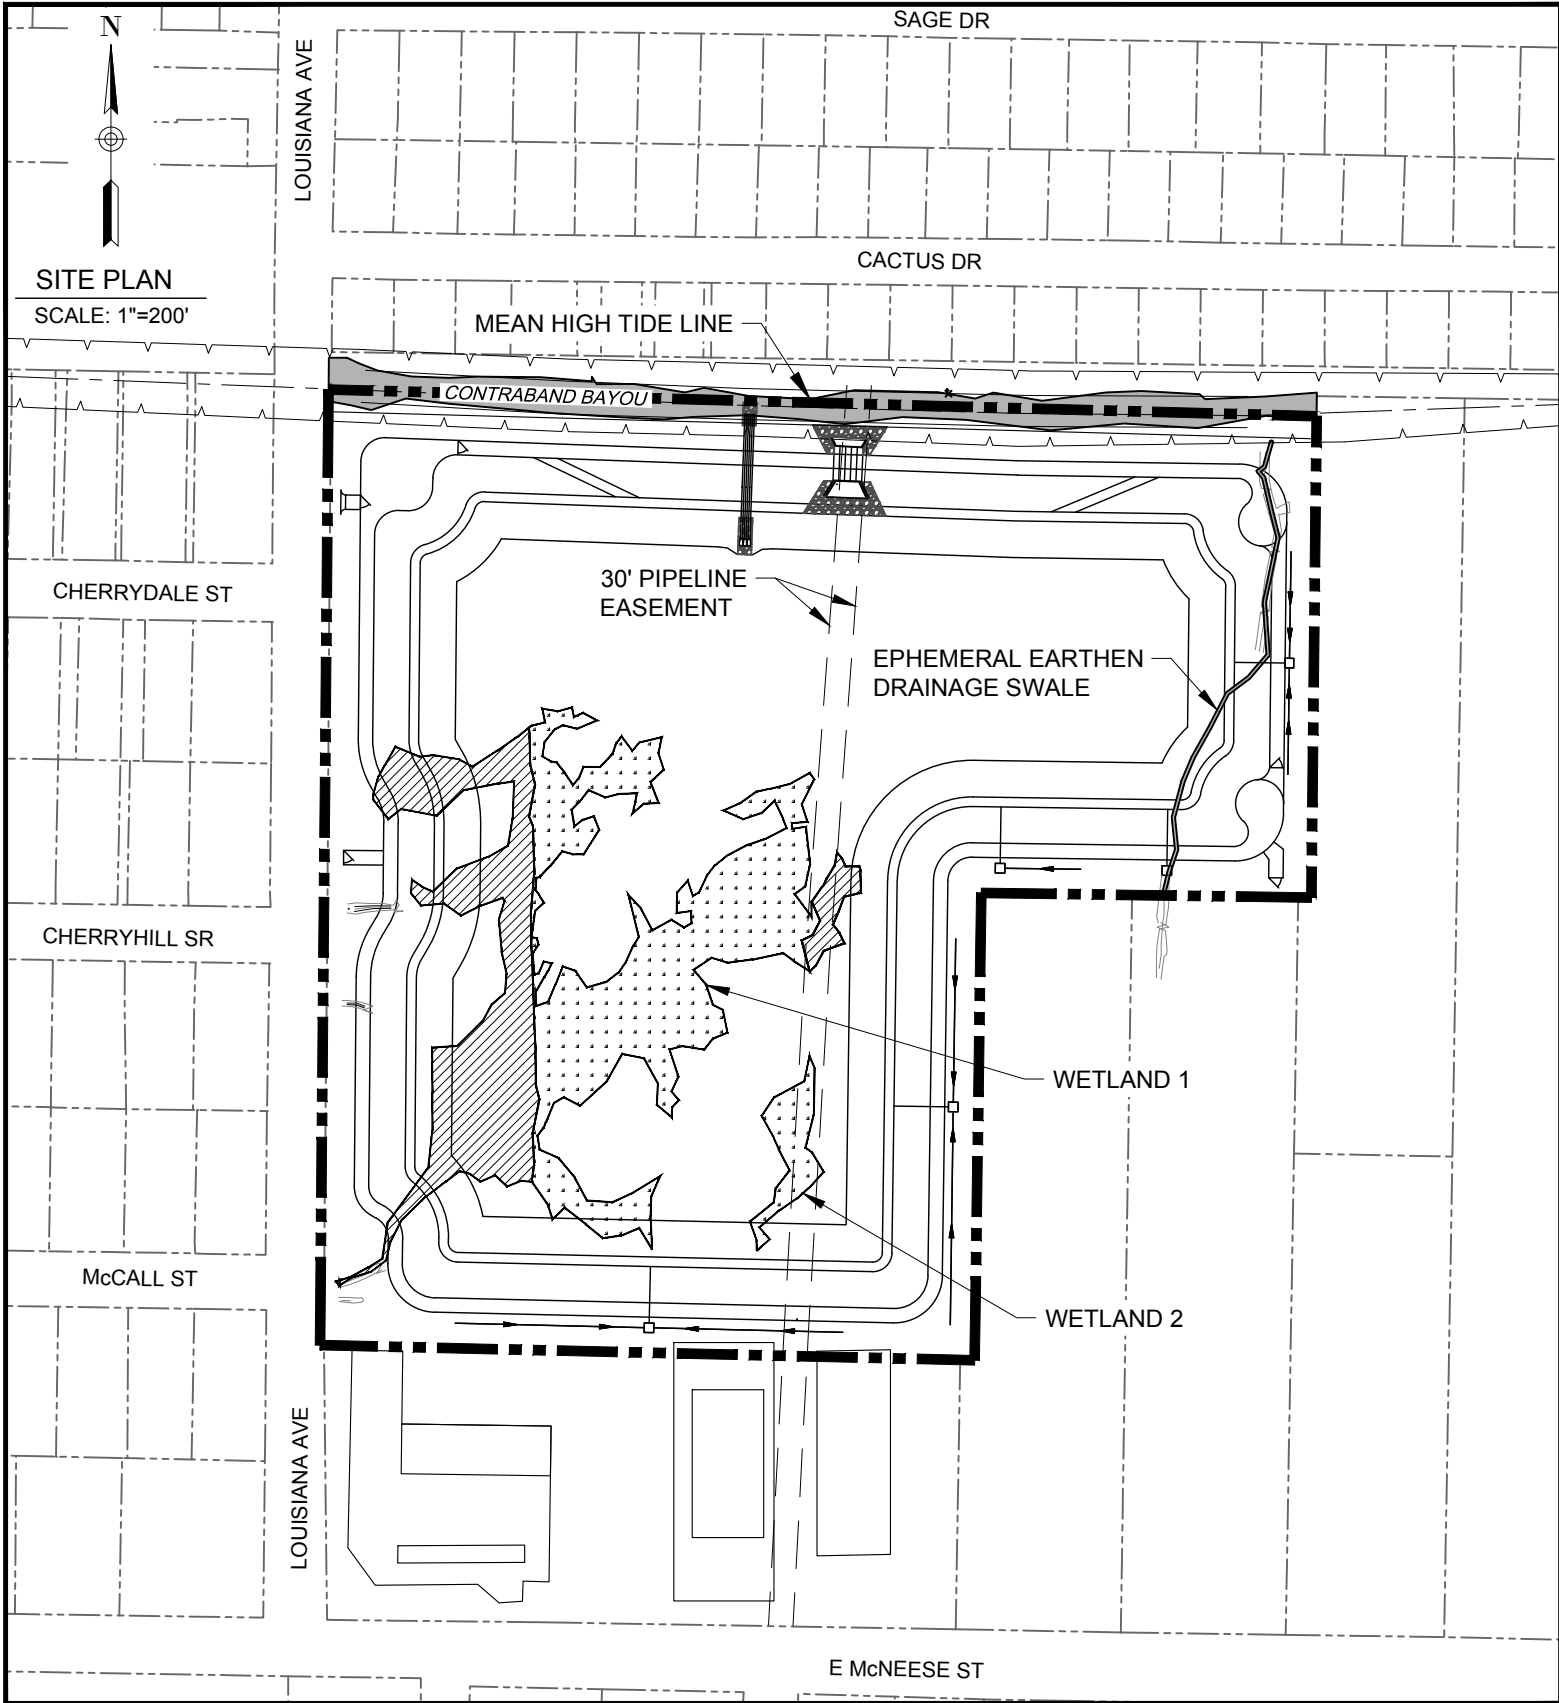 SAGE DR
N
LOUISIANA AVE
CACTUS DR
SITE PLAN
SCALE: 1"=200'
MEAN HIGH TIDE LINE
CONTRABAND BAYOU
30' PIPELINE
EASEMENT
CHERRYDALE ST
EPHEMERAL EARTHEN
DRAINAGE SWALE
CHERRYHILL SR
WETLAND 1
McCALL ST
WETLAND 2
LOUISIANA AVE
E McNEESE ST